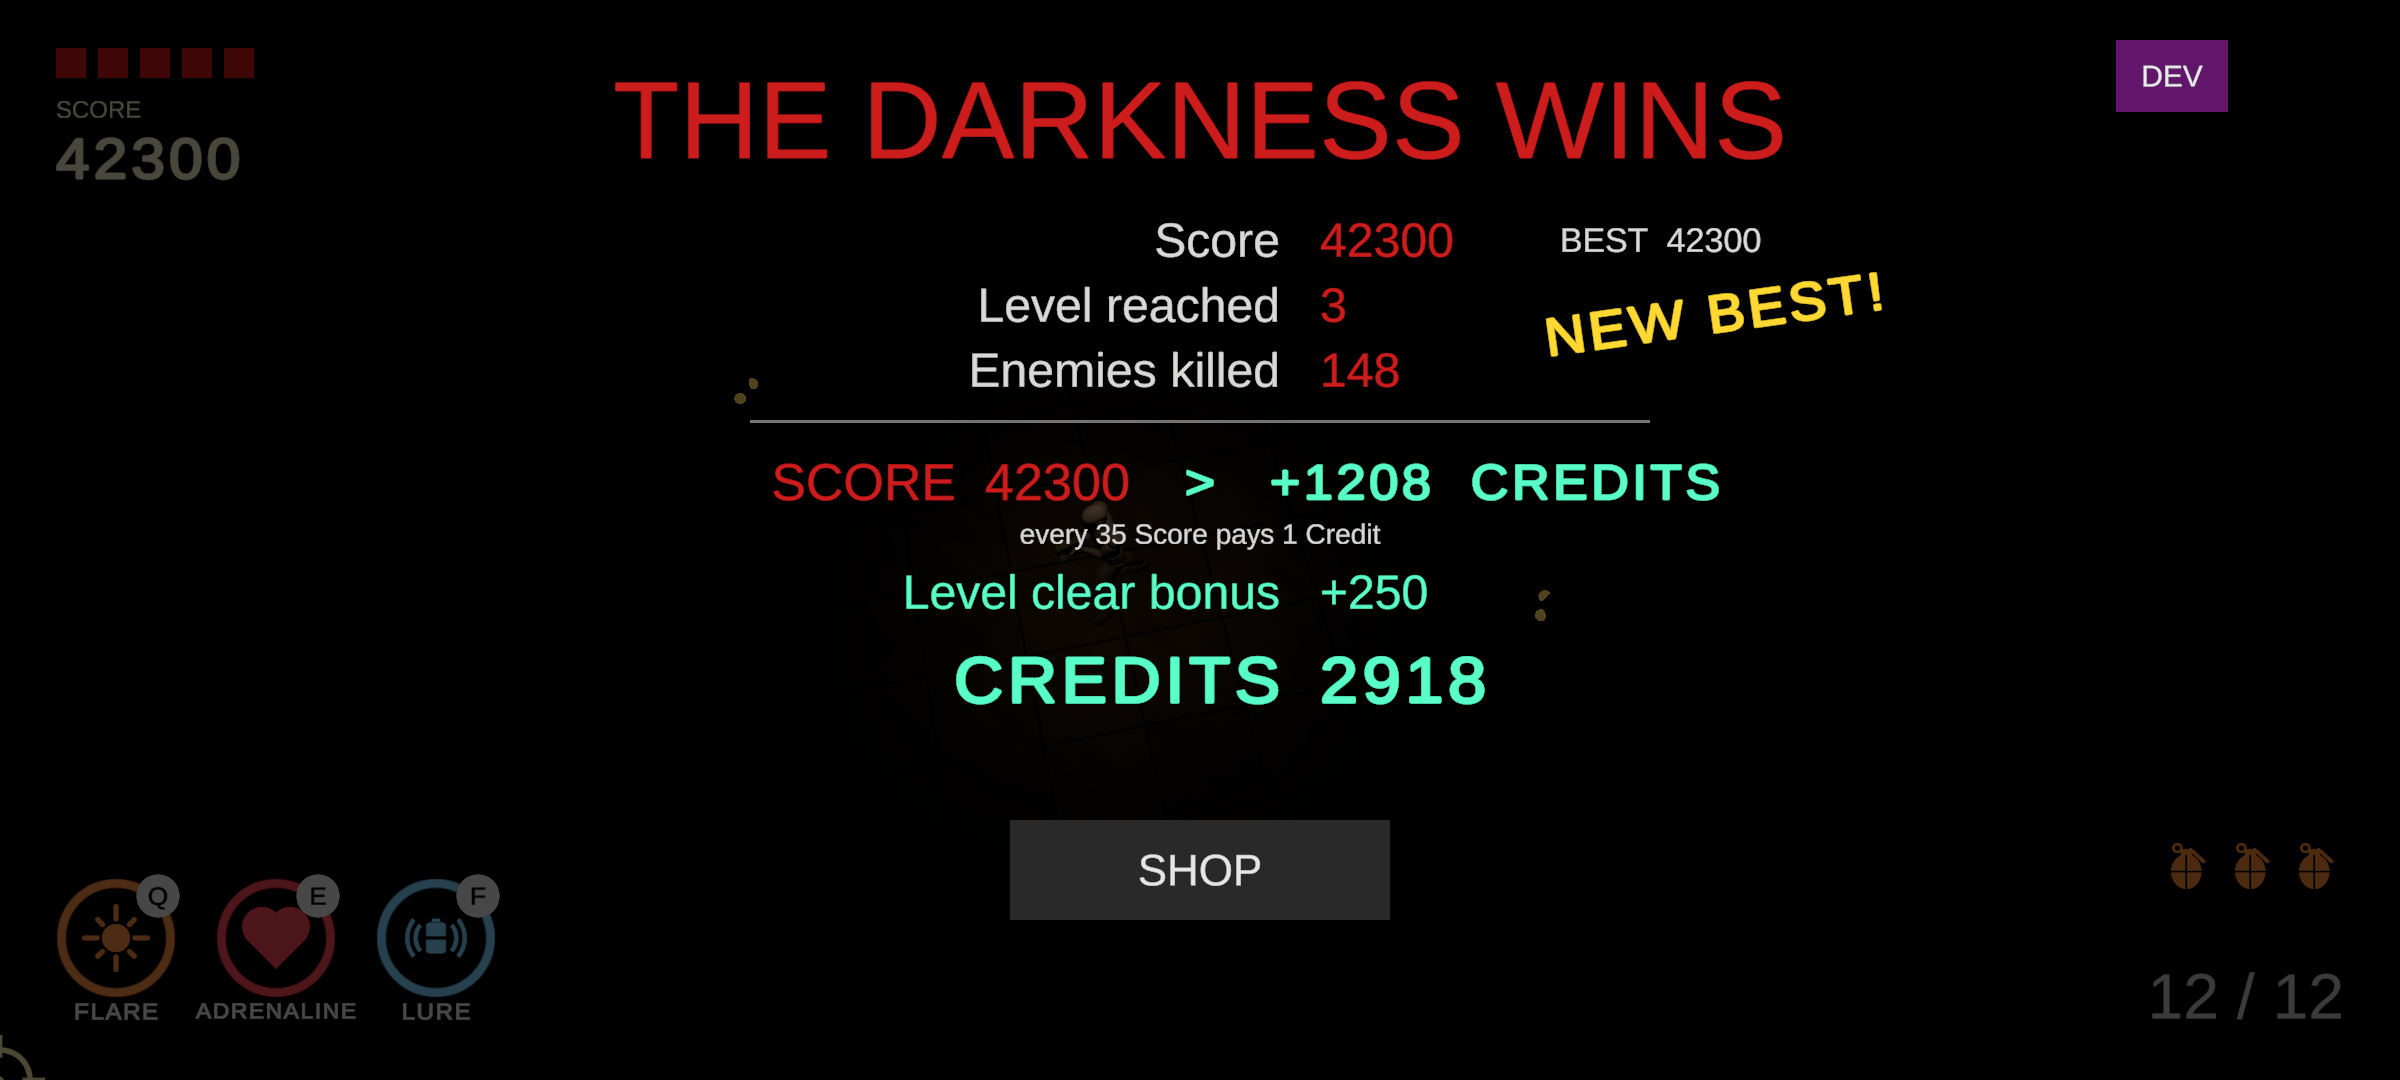 THE DARKNESS WINS
DEV
SCORE
42300
Score 42300 BEST 42300
Level reached 3
NEW BEST!
Enemies killed 148
SCORE 42300 > +1208 CREDITS
every 35 Score pays 1 Credit
Level clear bonus +250
CREDITS 2918
SHOP
Q E F
FLARE ADRENALINE LURE
12 / 12